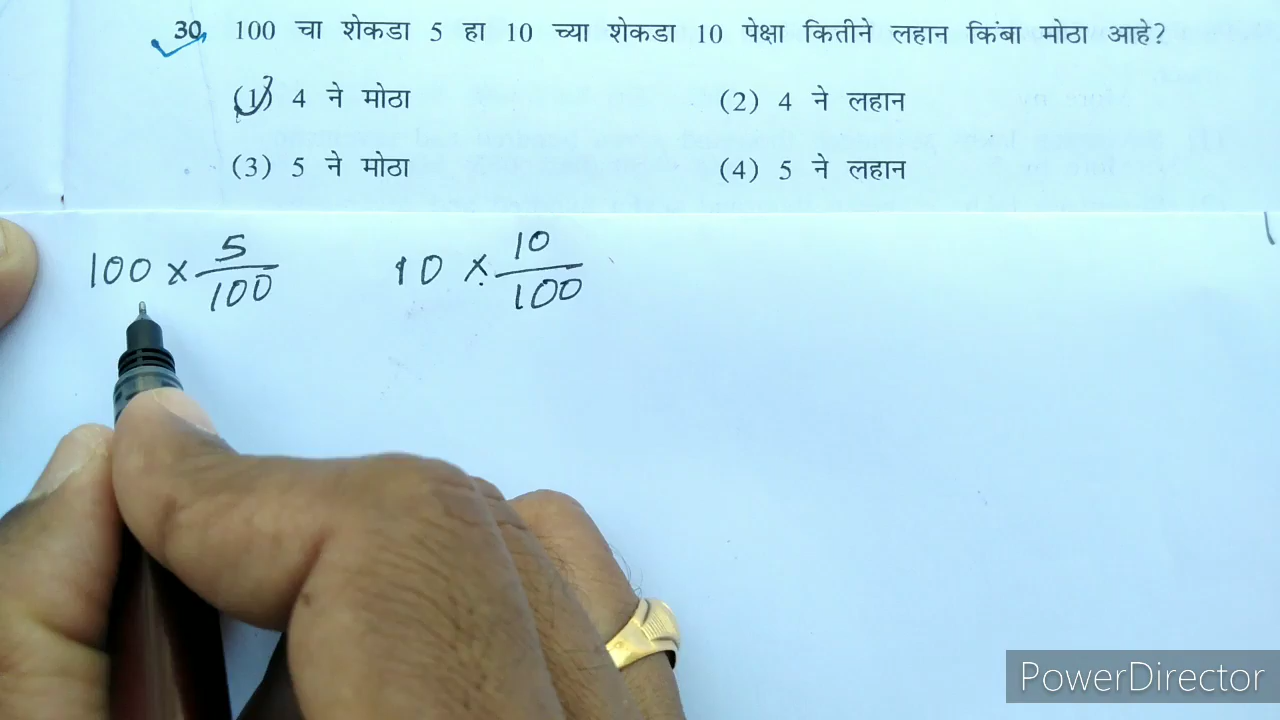 30. 100 चा शेकडा 5 हा 10 च्या शेकडा 10 पेक्षा कितीने लहान किंबा मोठा आहे?
(1) 4 ने मोठा (2) 4 ने लहान
(3) 5 ने मोठा (4) 5 ने लहान
100 × 5/100 10 × 10/100
PowerDirector